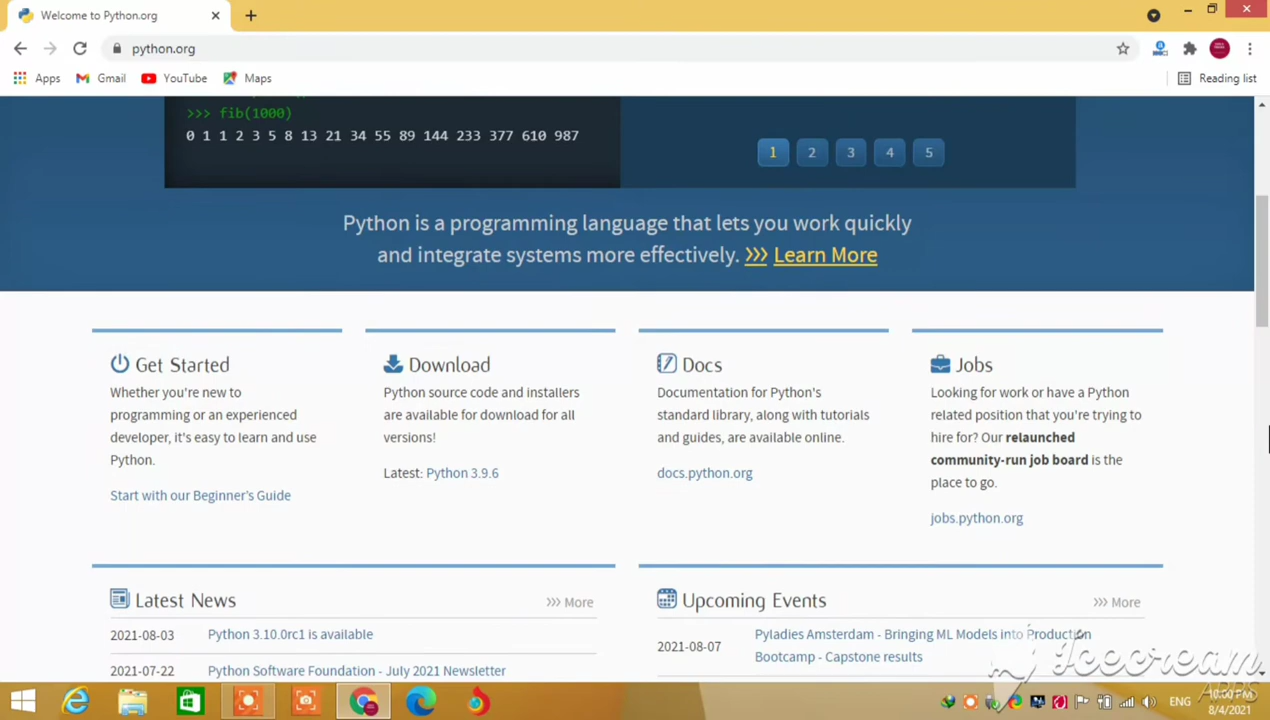 Welcome to Python.org
python.org
Apps
Gmail
YouTube
Maps
Reading list
>>> fib(1000)
0 1 1 2 3 5 8 13 21 34 55 89 144 233 377 610 987
1 2 3 4 5
Python is a programming language that lets you work quickly
and integrate systems more effectively. >>> Learn More
Get Started
Whether you're new to
programming or an experienced
developer, it's easy to learn and use
Python.
Start with our Beginner's Guide
Download
Python source code and installers
are available for download for all
versions!
Latest: Python 3.9.6
Docs
Documentation for Python's
standard library, along with tutorials
and guides, are available online.
docs.python.org
Jobs
Looking for work or have a Python
related position that you're trying to
hire for? Our relaunched
community-run job board is the
place to go.
jobs.python.org
Latest News
>>> More
2021-08-03 Python 3.10.0rc1 is available
2021-07-22 Python Software Foundation - July 2021 Newsletter
Upcoming Events
>>> More
2021-08-07
Pyladies Amsterdam - Bringing ML Models into Production
Bootcamp - Capstone results
Icecream
APPS
ENG
10:00 PM
8/4/2021